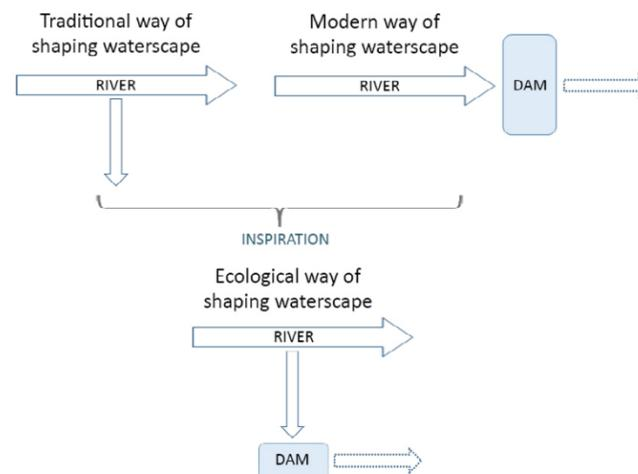 Traditional way of
shaping waterscape
RIVER
Modern way of
shaping waterscape
RIVER
DAM
INSPIRATION
Ecological way of
shaping waterscape
RIVER
DAM